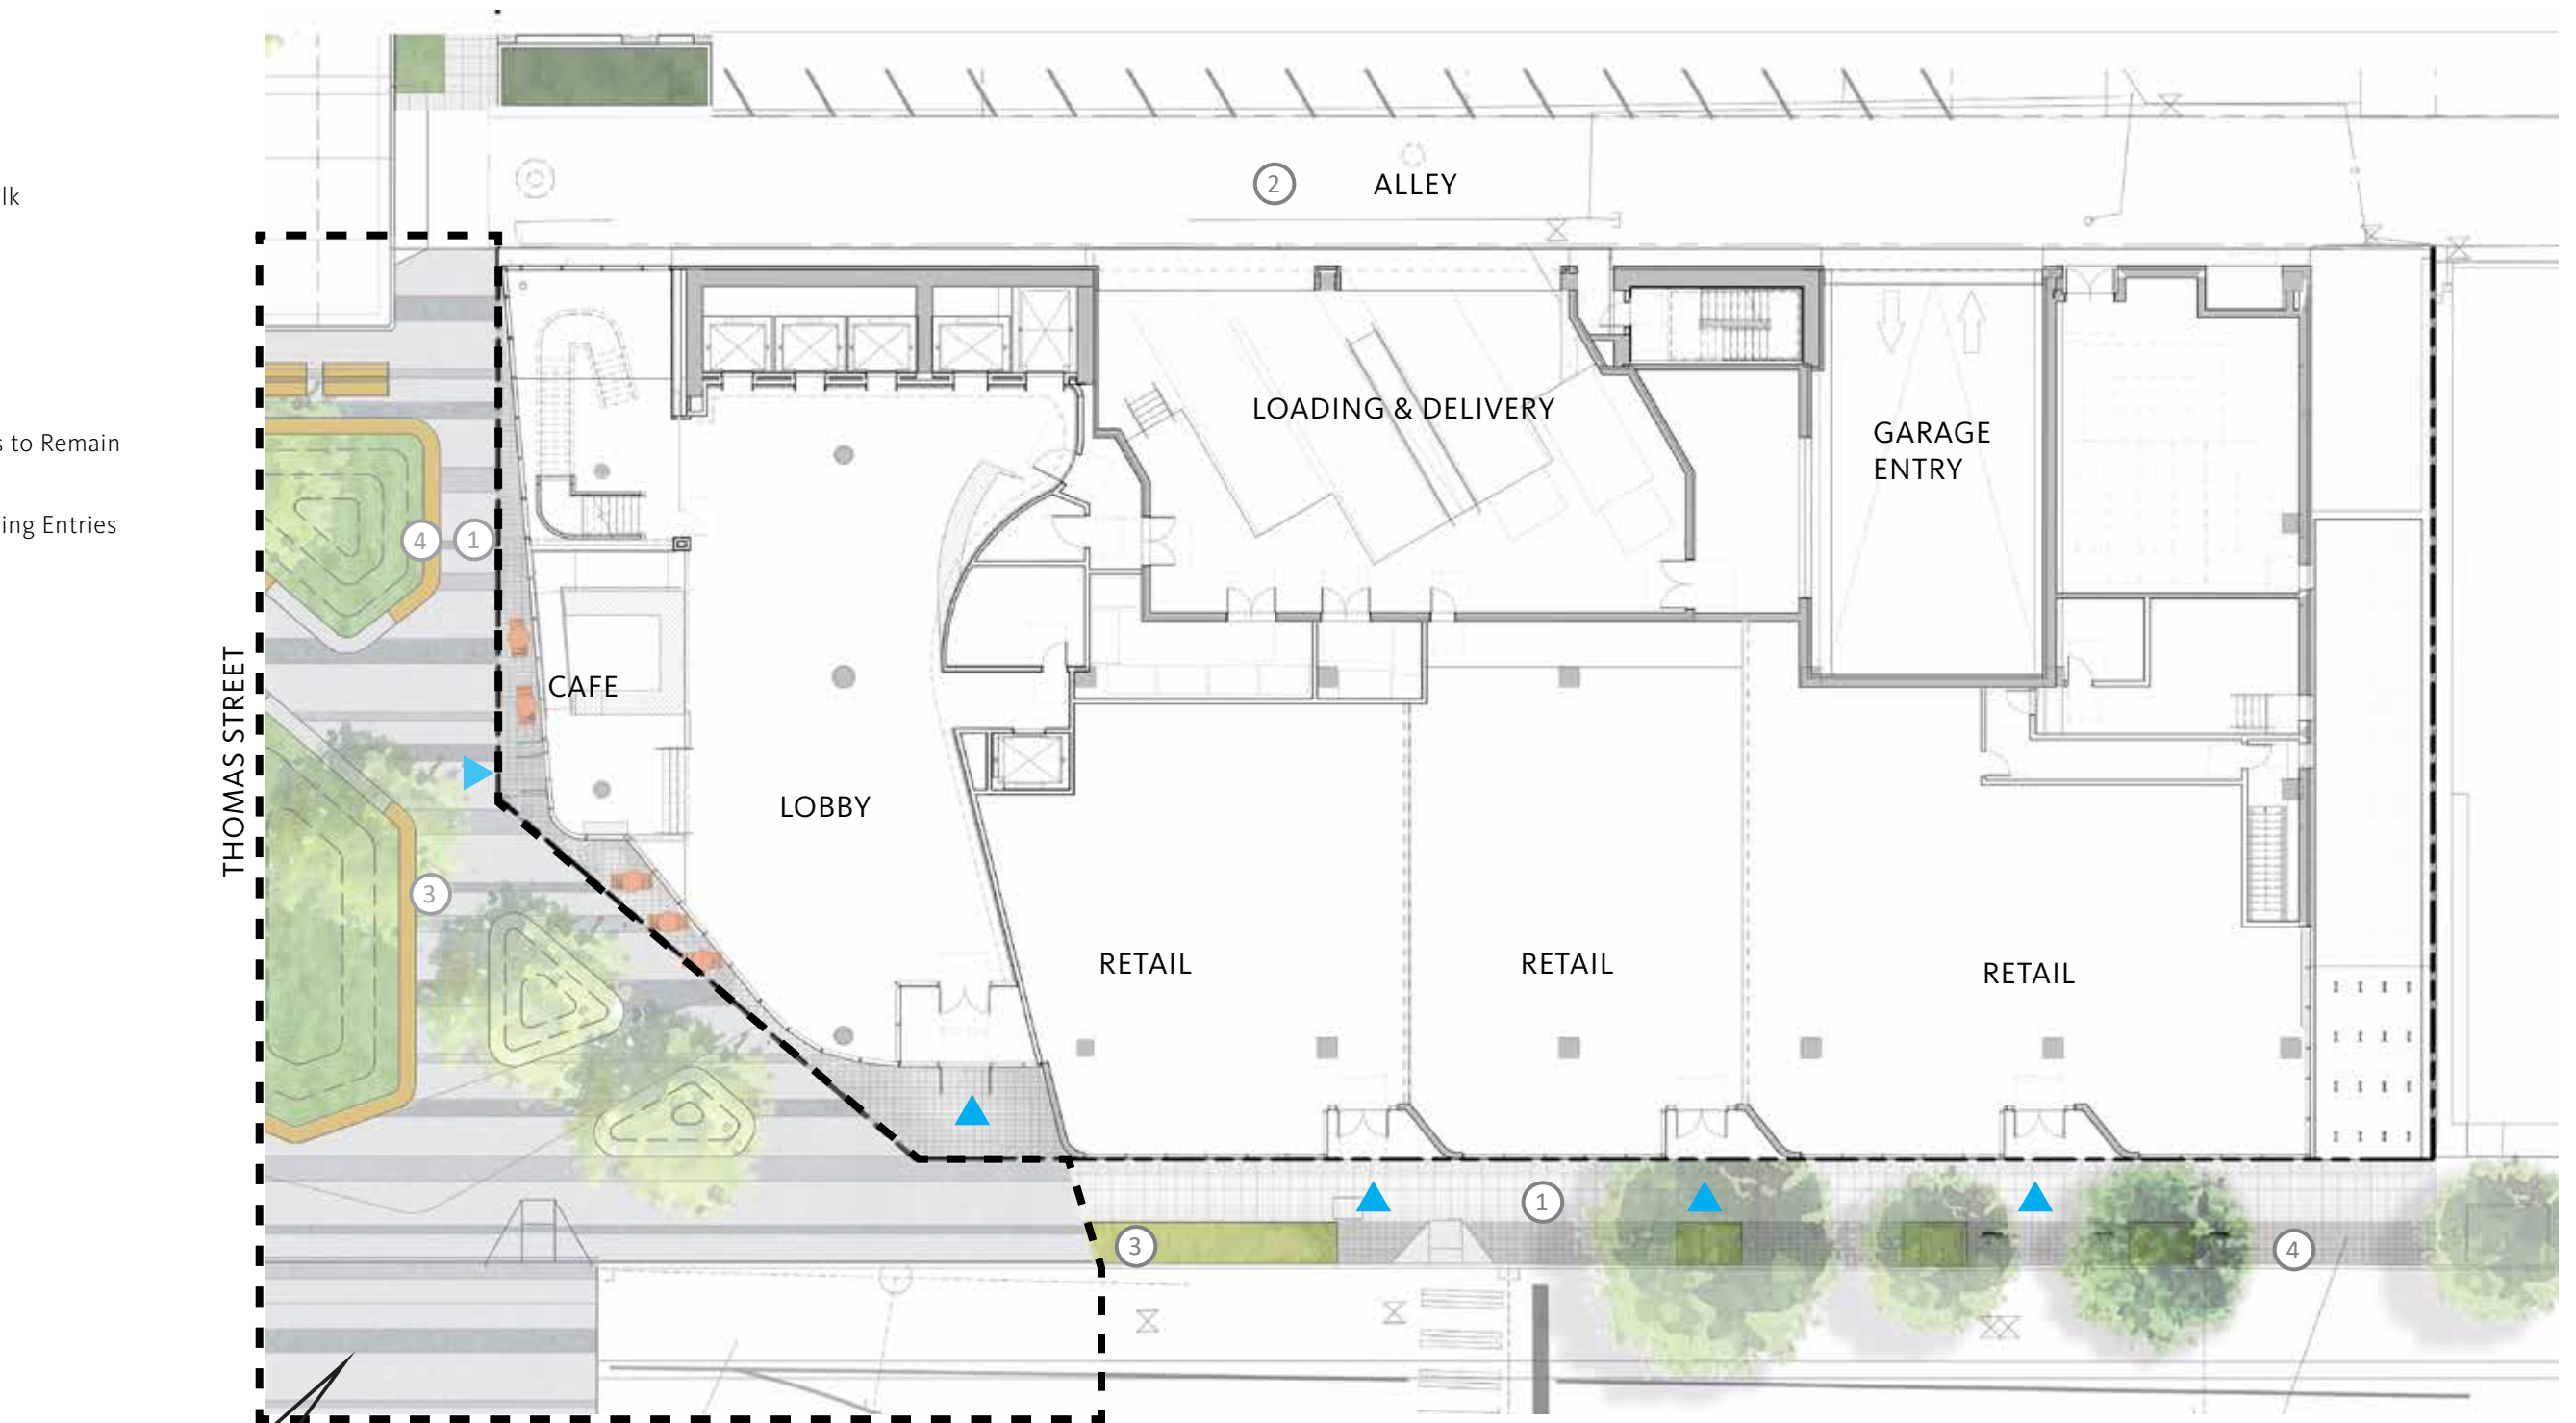 lk
s to Remain
ing Entries
2
ALLEY
LOADING & DELIVERY
GARAGE
ENTRY
4
1
THOMAS STREET
CAFE
LOBBY
3
RETAIL
RETAIL
RETAIL
1
3
4